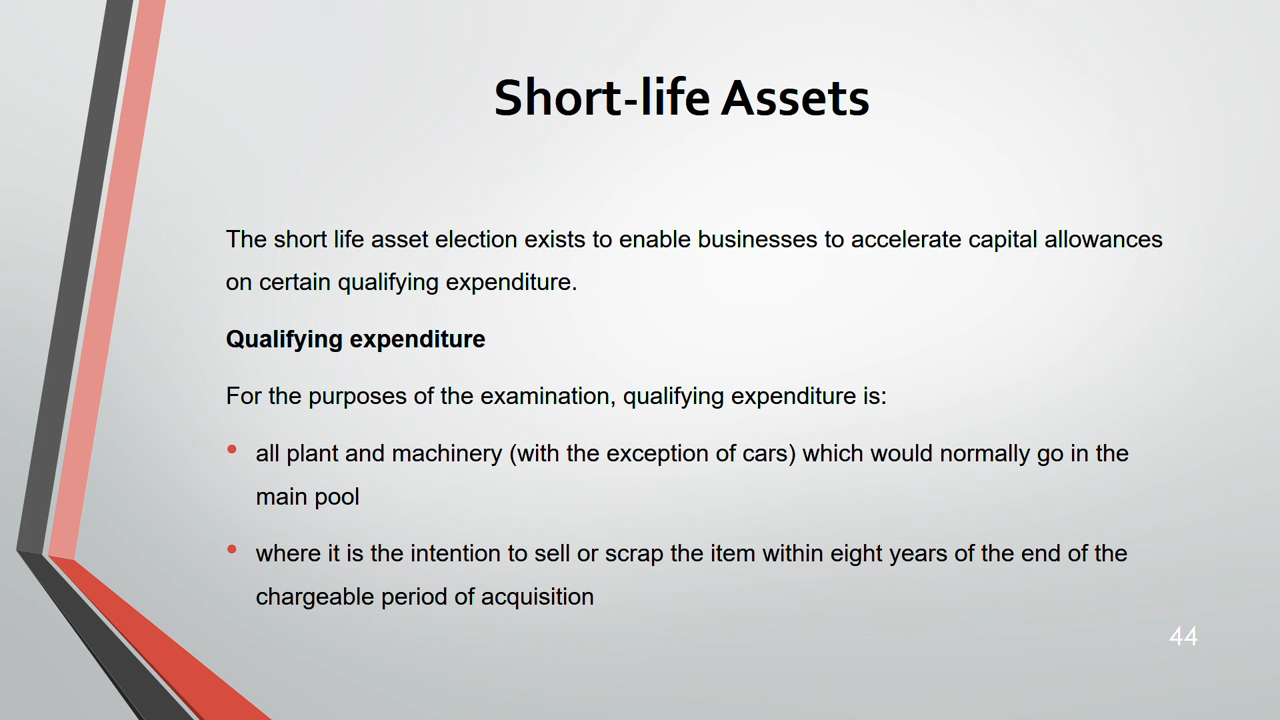 Short-life Assets
The short life asset election exists to enable businesses to accelerate capital allowances
on certain qualifying expenditure.
Qualifying expenditure
For the purposes of the examination, qualifying expenditure is:
• all plant and machinery (with the exception of cars) which would normally go in the
main pool
• where it is the intention to sell or scrap the item within eight years of the end of the
chargeable period of acquisition
44